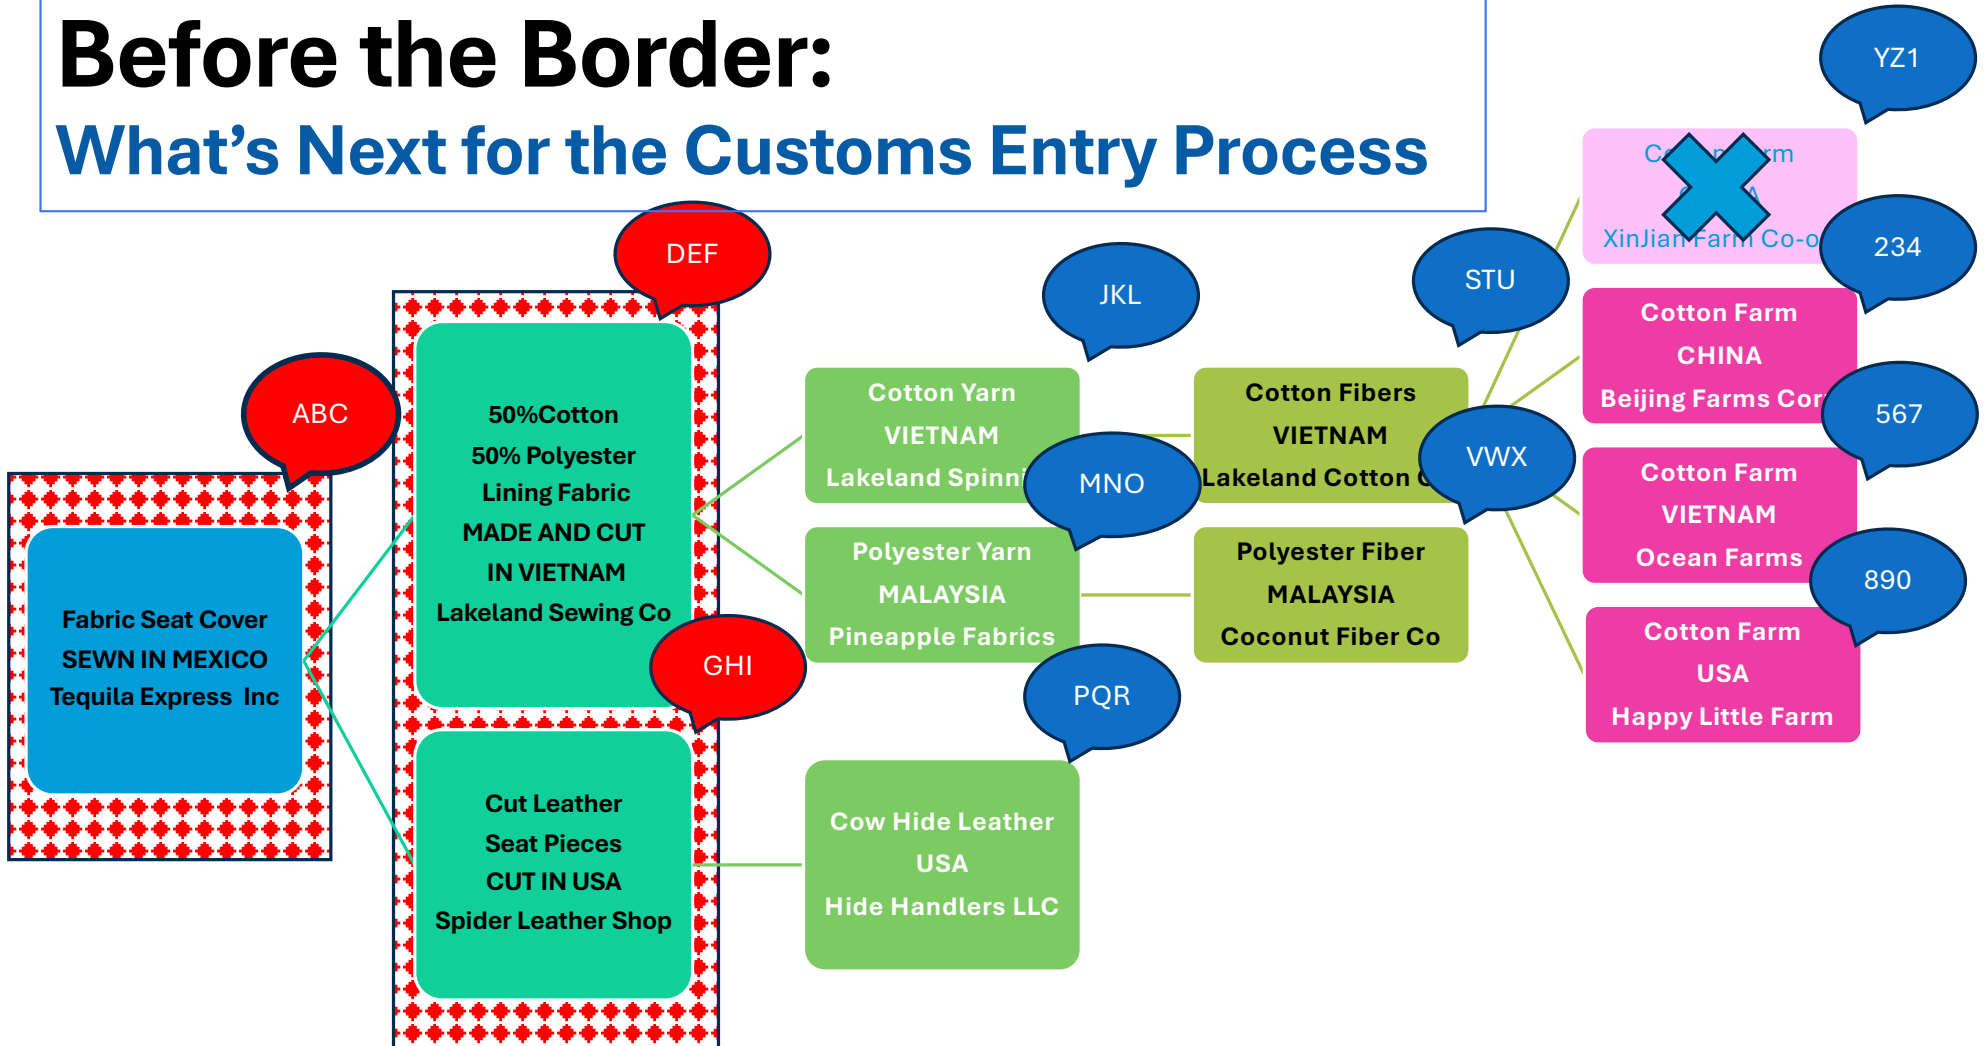 Before the Border:
What's Next for the Customs Entry Process
ABC
Fabric Seat Cover
SEWN IN MEXICO
Tequila Express Inc
DEF
50%Cotton
50% Polyester
Lining Fabric
MADE AND CUT
IN VIETNAM
Lakeland Sewing Co
GHI
Cut Leather
Seat Pieces
CUT IN USA
Spider Leather Shop
JKL
Cotton Yarn
VIETNAM
Lakeland
MNO
Polyester Yarn
MALAYSIA
Pineapple Fabrics
PQR
Cow Hide Leather
USA
Hide Handlers LLC
STU
Cotton Fibers
VIETNAM
Lakeland Cotton
VWX
Polyester Fiber
MALAYSIA
Coconut Fiber Co
YZ1
XinJian Farm
234
Cotton Farm
CHINA
Beijing Farms
567
Cotton Farm
VIETNAM
Ocean Farms
890
Cotton Farm
USA
Happy Little Farm